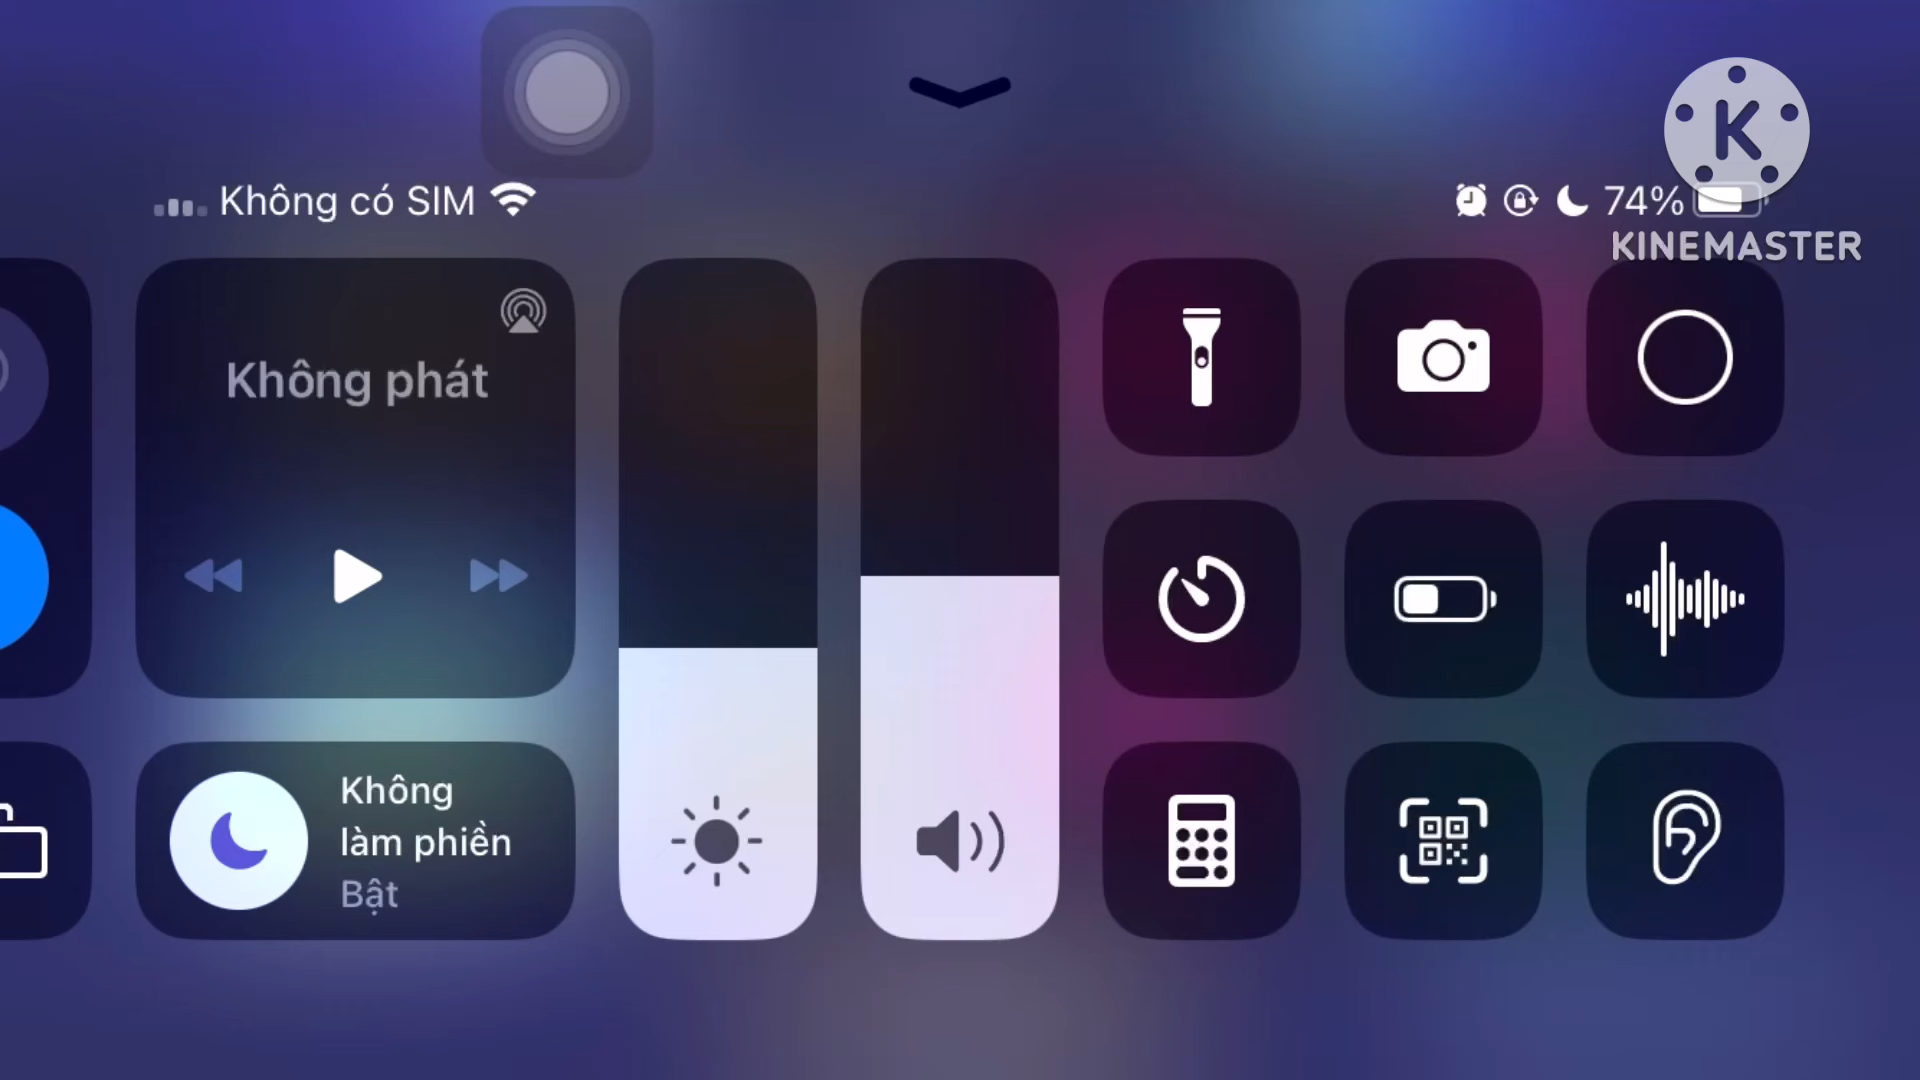 Không có SIM
74%
K
KINEMASTER
Không phát
Không
làm phiền
Bật